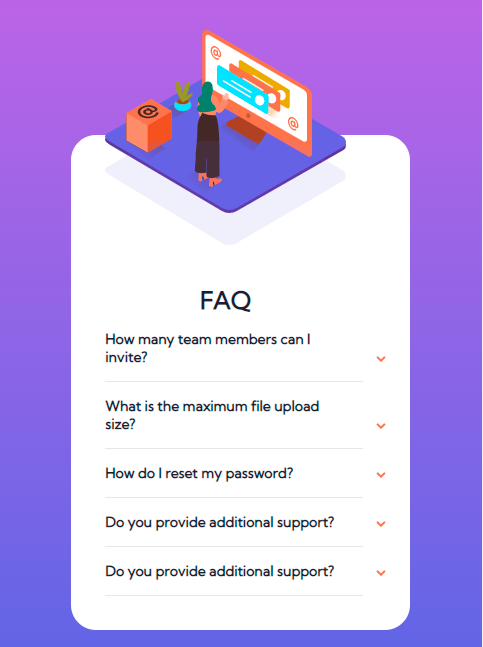 FAQ
How many team members can I
invite?
What is the maximum file upload
size?
How do I reset my password?
Do you provide additional support?
Do you provide additional support?